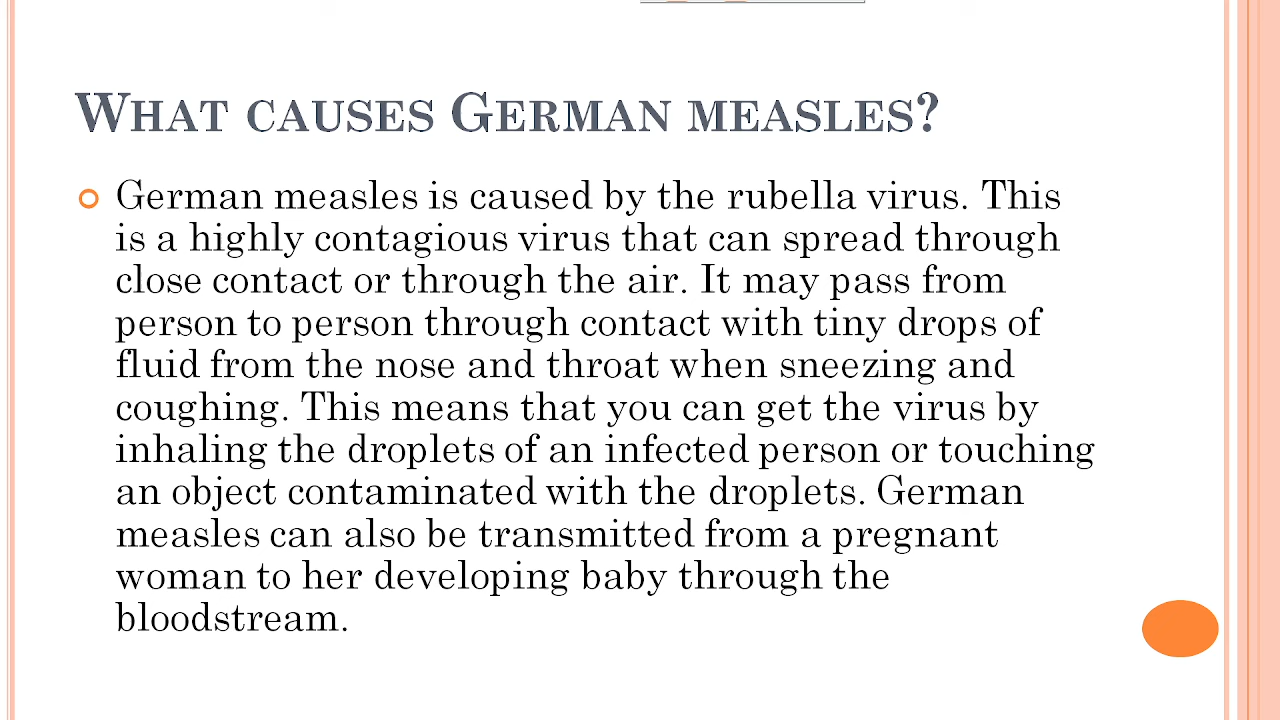 WHAT CAUSES GERMAN MEASLES?
German measles is caused by the rubella virus. This
is a highly contagious virus that can spread through
close contact or through the air. It may pass from
person to person through contact with tiny drops of
fluid from the nose and throat when sneezing and
coughing. This means that you can get the virus by
inhaling the droplets of an infected person or touching
an object contaminated with the droplets. German
measles can also be transmitted from a pregnant
woman to her developing baby through the
bloodstream.